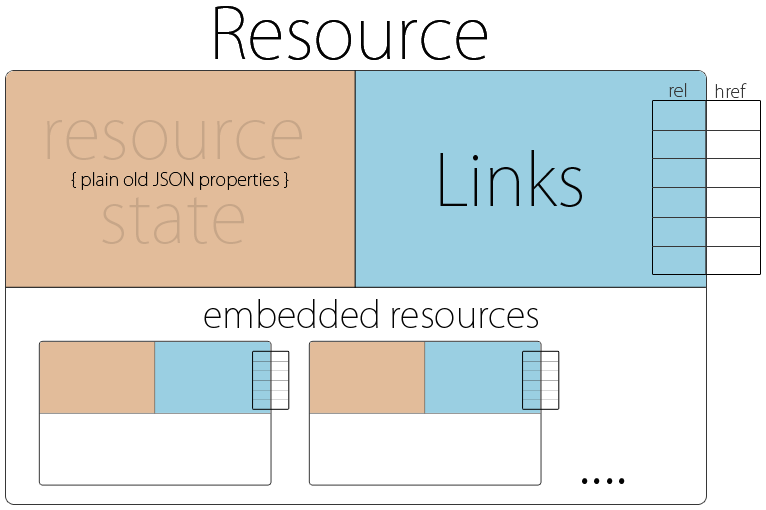 Resource
rel href
resource
{ plain old JSON properties }
state
Links
embedded resources
....